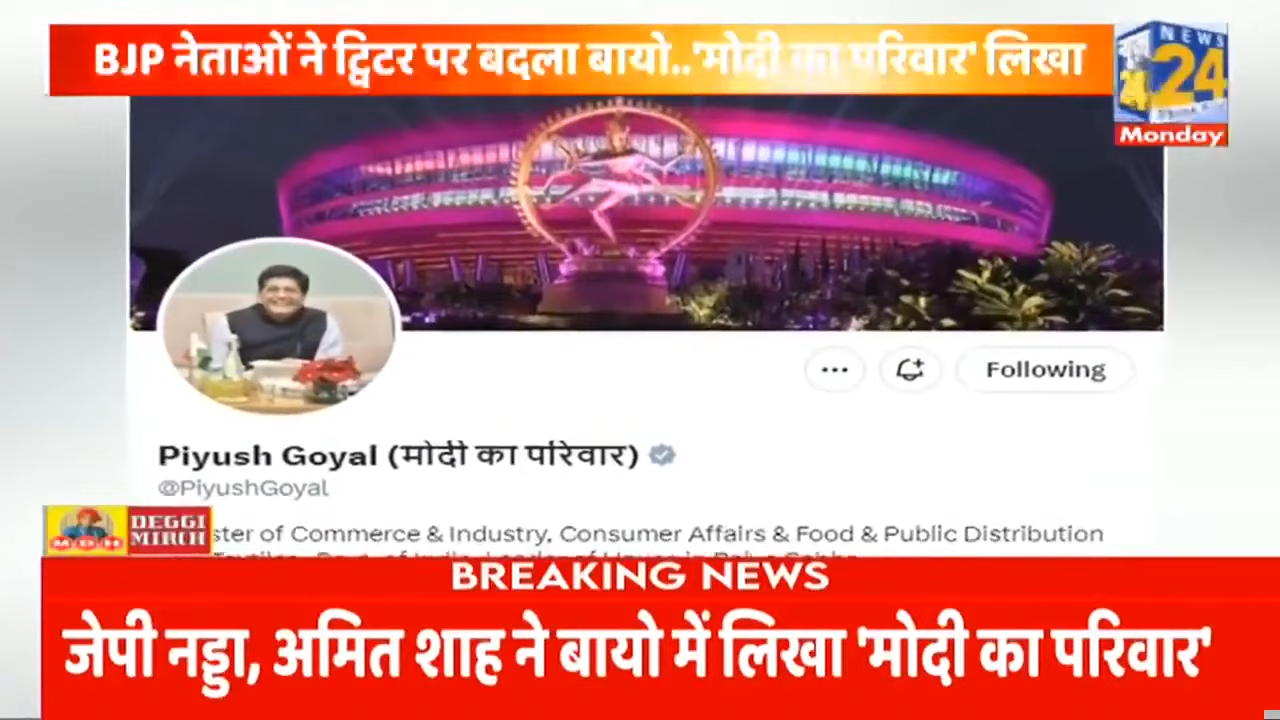 BJP नेताओं ने ट्विटर पर बदला बायो..'मोदी का परिवार' लिखा
NEWS
24
Monday
Following
Piyush Goyal (मोदी का परिवार)
@PiyushGoyal
MDH
DEGGI
MIRCH
ster of Commerce & Industry, Consumer Affairs & Food & Public Distribution
BREAKING NEWS
जेपी नड्डा, अमित शाह ने बायो में लिखा 'मोदी का परिवार'